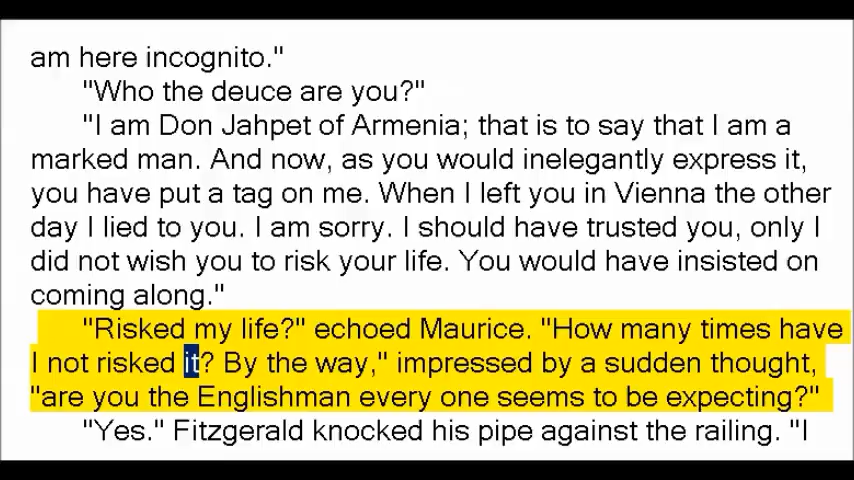 am here incognito."
"Who the deuce are you?"
"I am Don Jahpet of Armenia; that is to say that I am a
marked man. And now, as you would inelegantly express it,
you have put a tag on me. When I left you in Vienna the other
day I lied to you. I am sorry. I should have trusted you, only I
did not wish you to risk your life. You would have insisted on
coming along."
"Risked my life?" echoed Maurice. "How many times have
I not risked it? By the way," impressed by a sudden thought,
"are you the Englishman every one seems to be expecting?"
"Yes." Fitzgerald knocked his pipe against the railing. "I